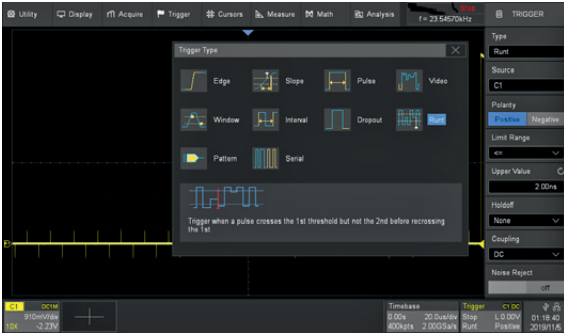 Utility Display Acquire Trigger Cursors Measure Math Analysis
Stop
f = 23.54570kHz
TRIGGER
Type
Runt
Source
C1
Polarity
Positive Negative
Limit Range
<=
Upper Value
2.00ns
Holdoff
None
Coupling
DC
Noise Reject
off
Trigger Type
Edge Slope Pulse Video
Window Interval Dropout Runt
Pattern Serial
Trigger when a pulse crosses the 1st threshold but not the 2nd before recrossing
the 1st
C1 DC1M
910mV/div
10X -2.23V
Timebase
0.00s 20.0us/div
400kpts 2.00GSa/s
Trigger C1 DC
Stop L 0.00V
Runt Positive
01:18:40
2019/11/5